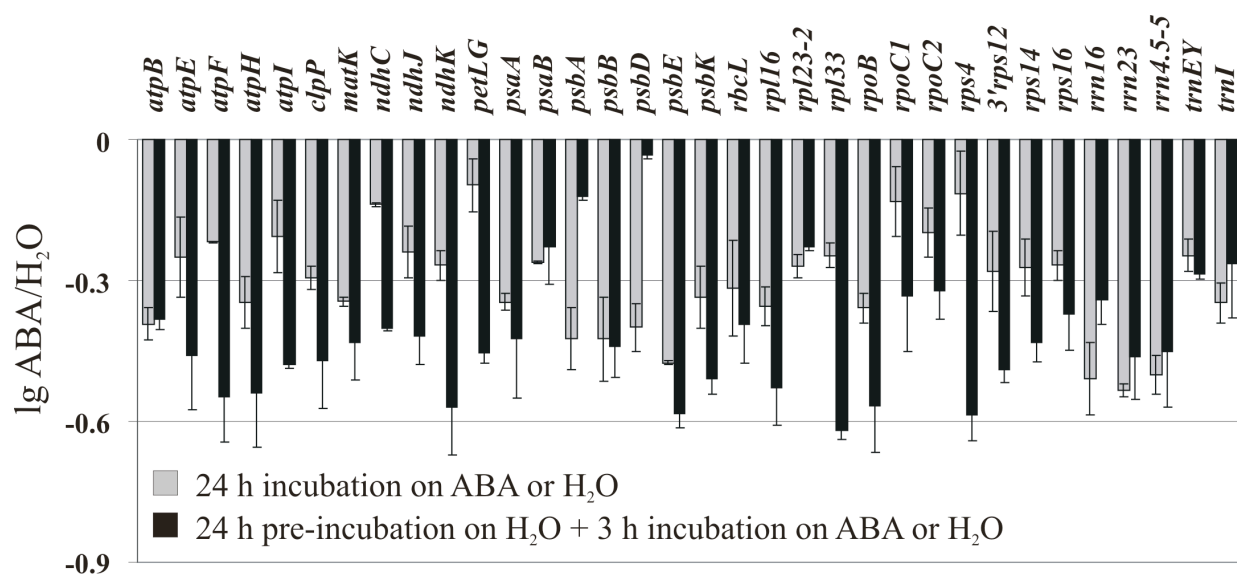 atpB
atpE
atpF
atpH
atpI
clpP
matK
ndhC
ndhJ
ndhK
petLG
psaA
psaB
psbA
psbB
psbD
psbE
psbK
rbcL
rpl16
rpl23-2
rpl33
rpoB
rpoC1
rpoC2
rps4
3'rps12
rps14
rps16
rrn16
rrn23
rrn4.5-5
trnEY
trnI
0
-0.3
-0.6
-0.9
lg ABA/H₂O
24 h incubation on ABA or H₂O
24 h pre-incubation on H₂O + 3 h incubation on ABA or H₂O